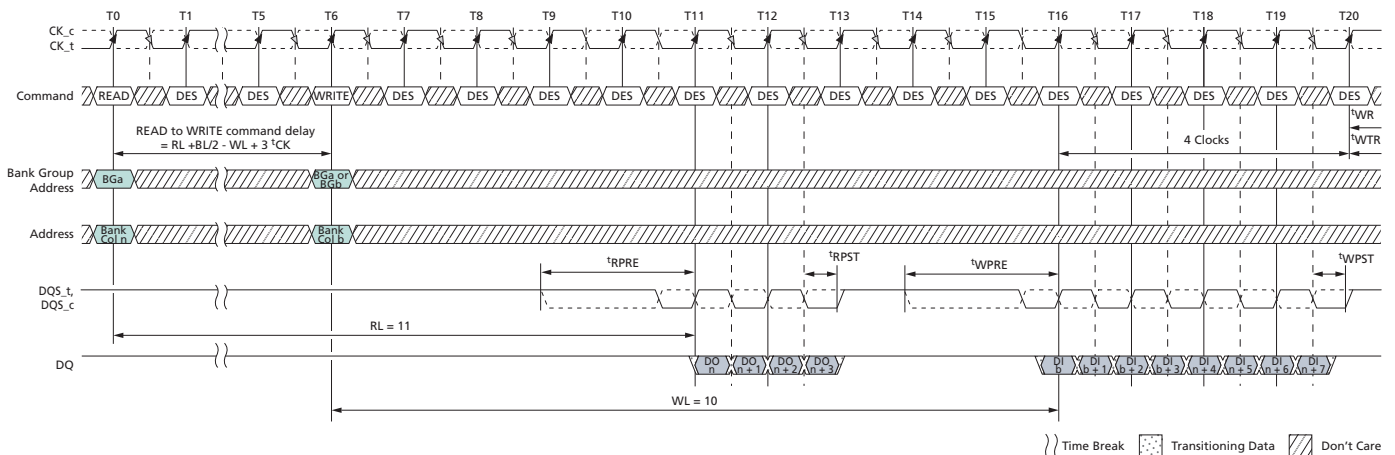 T0 T1 T5 T6 T7 T8 T9 T10 T11 T12 T13 T14 T15 T16 T17 T18 T19 T20
CK_c
CK_t
Command READ DES DES WRITE DES DES DES DES DES DES DES DES DES DES DES DES DES DES
READ to WRITE command delay
= RL +BL/2 - WL + 3 tCK
4 Clocks
tWR
tWTR
Bank Group
Address
BGa
BGa or
BGb
Address
Bank
Col n
Bank
Col b
tRPRE
tRPST
tWPRE
tWPST
DQS_t,
DQS_c
RL = 11
DQ
DO
n
DO
n + 1
DO
n + 2
DO
n + 3
DI
b
DI
b + 1
DI
b + 2
DI
b + 3
DI
n + 4
DI
n + 5
DI
n + 6
DI
n + 7
WL = 10
Time Break Transitioning Data Don't Care